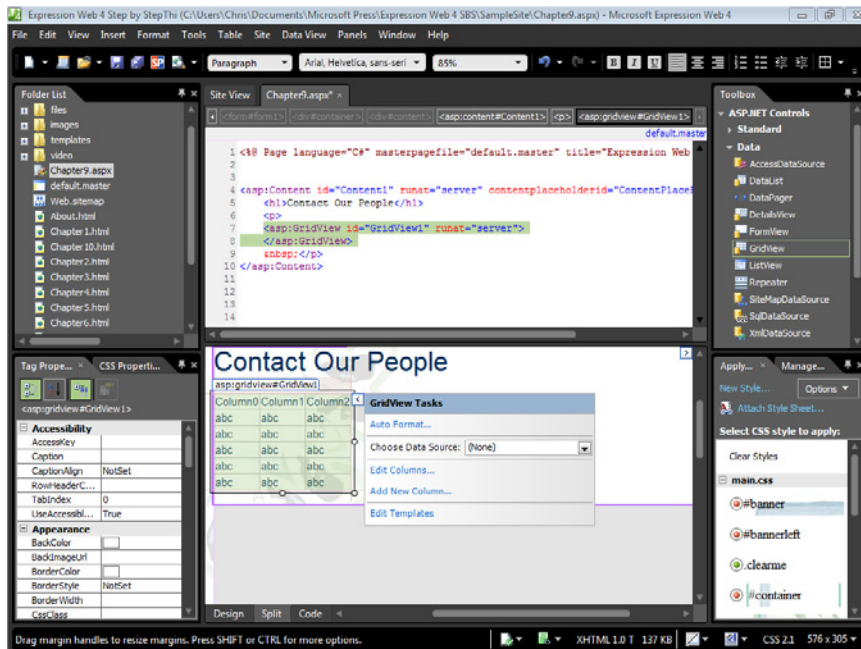 Expression Web 4 Step by StepThi (C:\Users\Chris\Documents\Microsoft Press\Expression Web 4 SBS\SampleSite\Chapter9.aspx) - Microsoft Expression Web 4
File Edit View Insert Format Tools Table Site Data View Panels Window Help
Paragraph
Arial, Helvetica, sans-seri
85%
B I U
Folder List
files
images
templates
video
Chapter9.aspx
default.master
Web.sitemap
About.html
Chapter 1.html
Chapter 10.html
Chapter2.html
Chapter3.html
Chapter4.html
Chapter5.html
Chapter6.html
Site View Chapter9.aspx*
<form#form1> <div#container> <div#content> <asp:content#Content1> <p> <asp:gridview#GridView1>
default.master
1 <%@ Page language="C#" masterpagefile="default.master" title="Expression Web
2
3
4 <asp:Content id="Content1" runat="server" contentplaceholderid="ContentPlaceH
5 <h1>Contact Our People</h1>
6 <p>
7 <asp:GridView id="GridView1" runat="server">
8 </asp:GridView>
9 &nbsp;</p>
10 </asp:Content>
11
12
13
14
Toolbox
ASP.NET Controls
Standard
Data
AccessDataSource
DataList
DataPager
DetailsView
FormView
GridView
ListView
Repeater
SiteMapDataSource
SqlDataSource
XmlDataSource
Tag Prope... CSS Properti...
<asp:gridview#GridView1>
Accessibility
AccessKey
Caption
CaptionAlign NotSet
RowHeaderC...
TabIndex 0
UseAccessibl... True
Appearance
BackColor
BackImageUrl
BorderColor
BorderStyle NotSet
BorderWidth
CssClass
Contact Our People
asp:gridview#GridView1
Column0 Column1 Column2
abc abc abc
abc abc abc
abc abc abc
abc abc abc
abc abc abc
GridView Tasks
Auto Format...
Choose Data Source: (None)
Edit Columns...
Add New Column...
Edit Templates
Design Split Code
Apply... Manage...
New Style... Options
Attach Style Sheet...
Select CSS style to apply:
Clear Styles
main.css
#banner
#bannerleft
.clearme
#container
Drag margin handles to resize margins. Press SHIFT or CTRL for more options.
XHTML 1.0 T 137 KB CSS 2.1 576 x 305